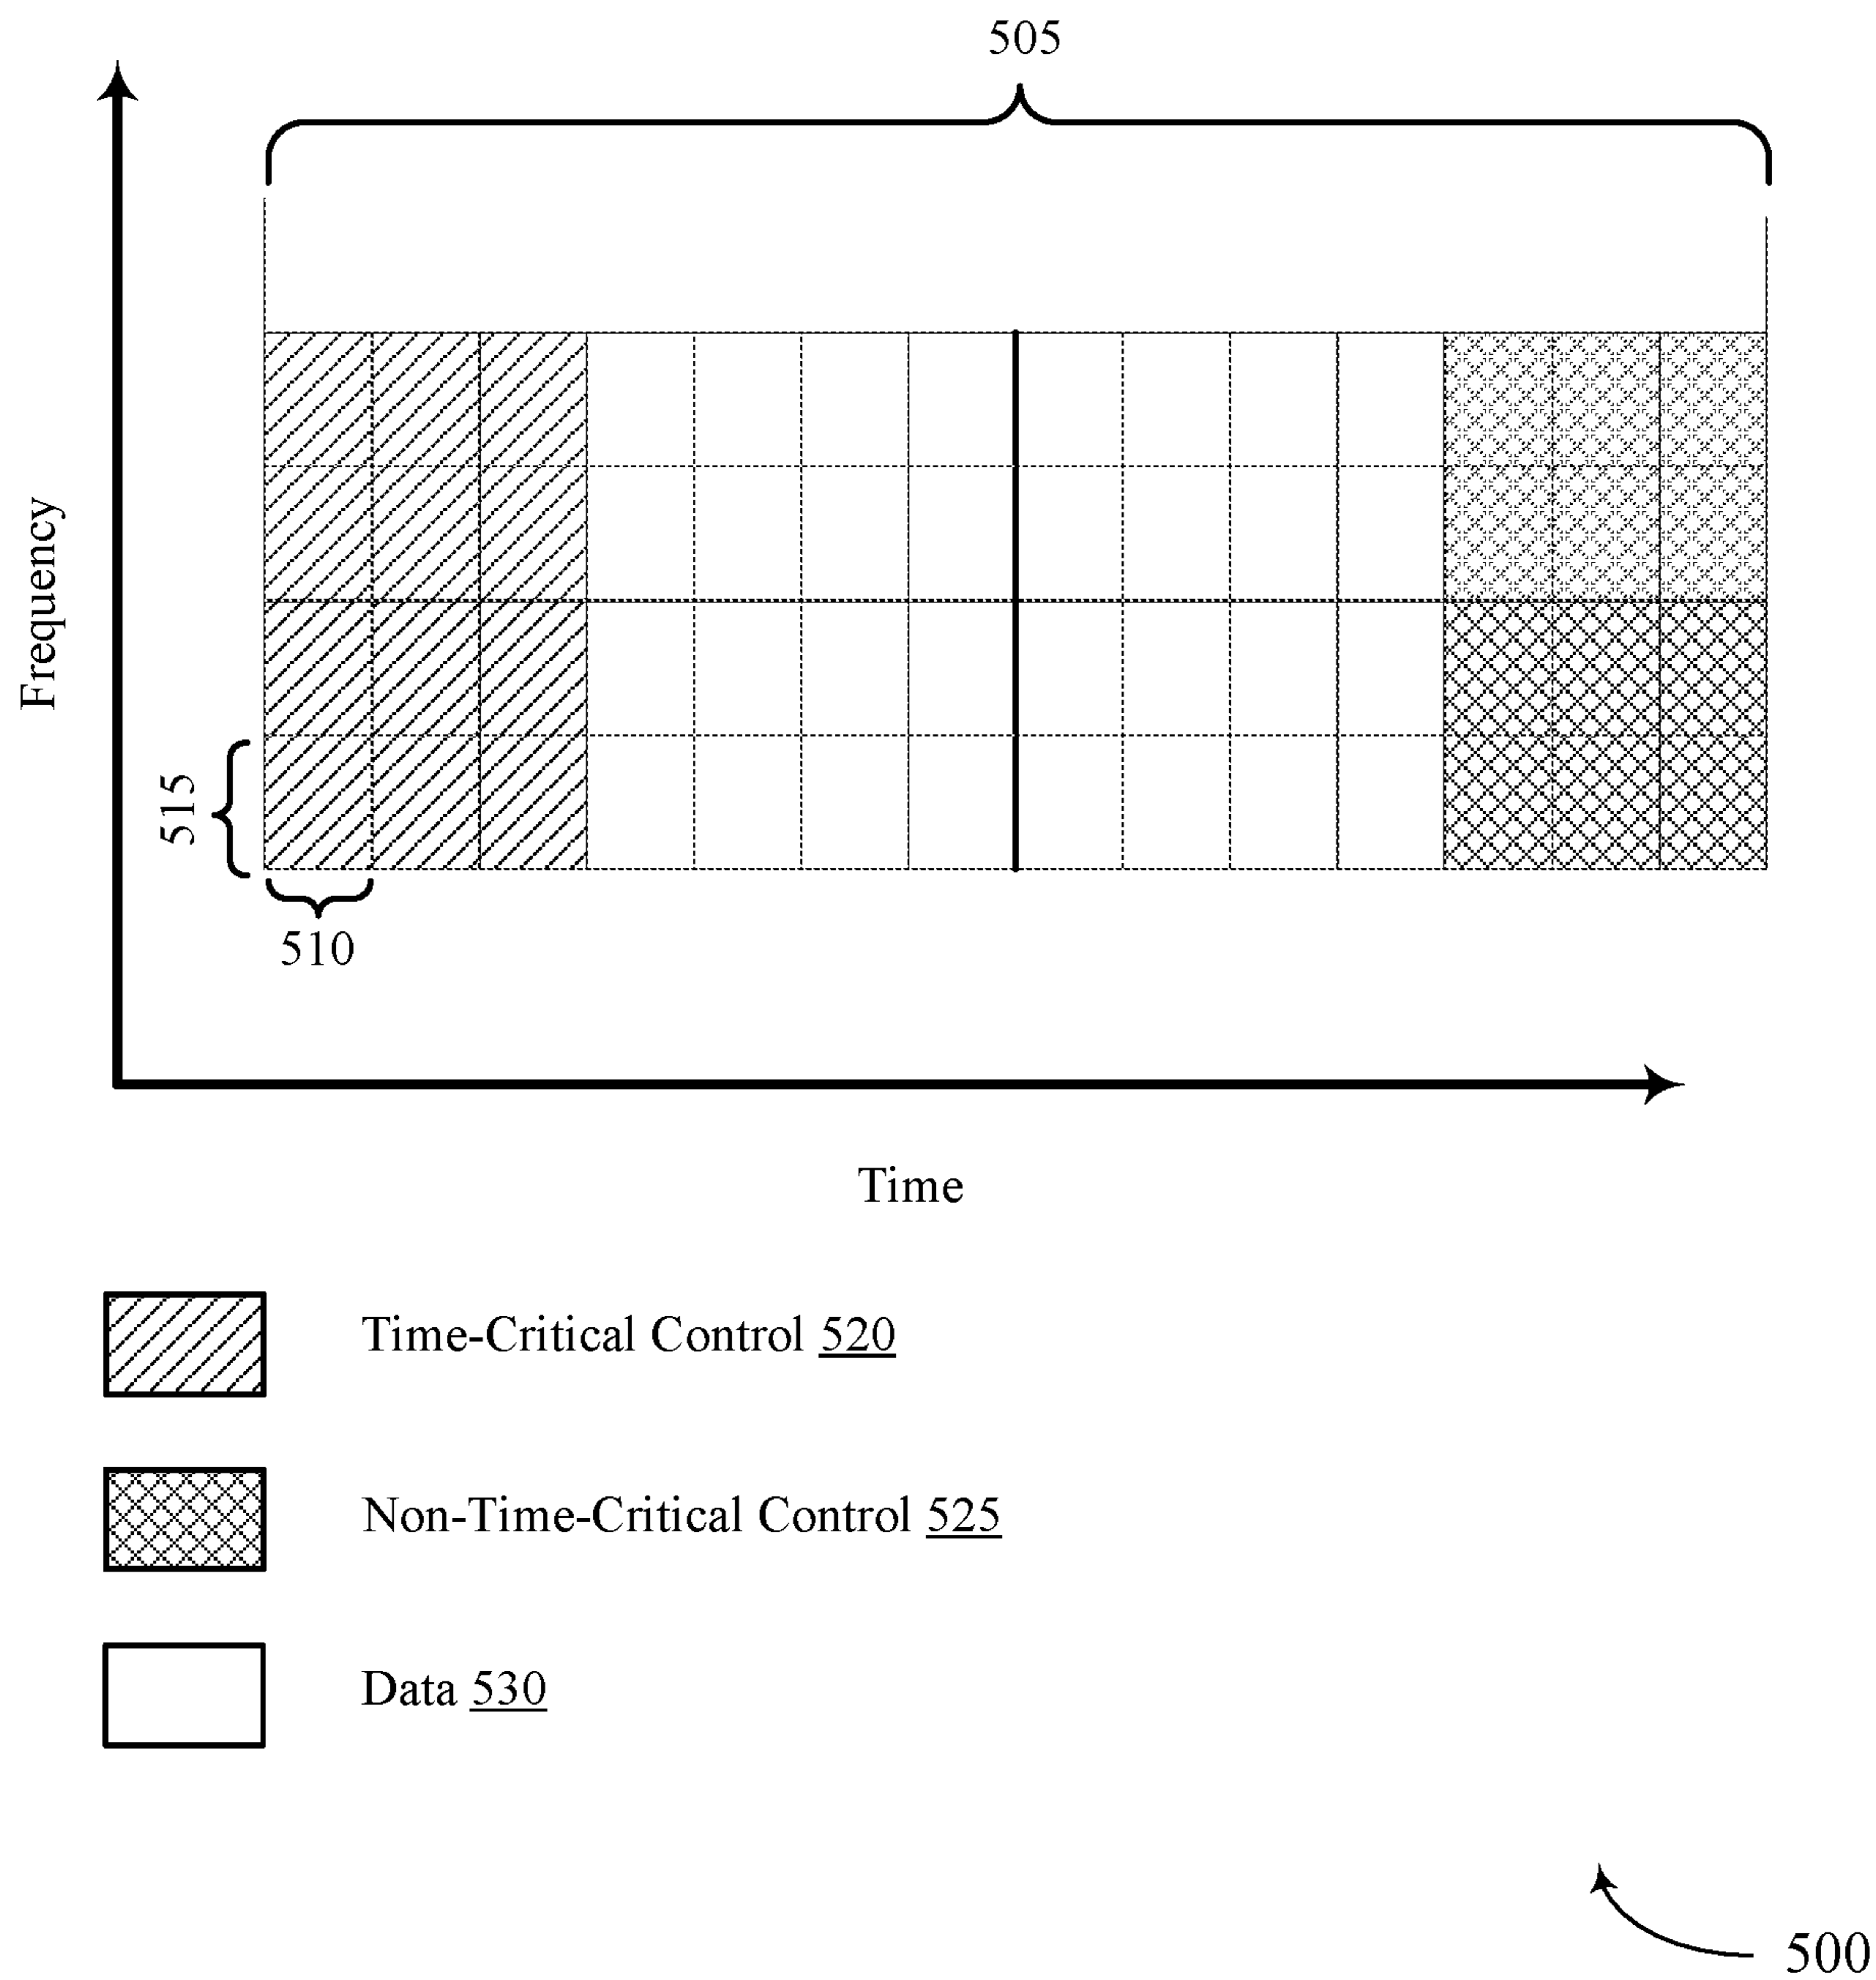 505
Frequency
515
510
Time
Time-Critical Control 520
Non-Time-Critical Control 525
Data 530
500